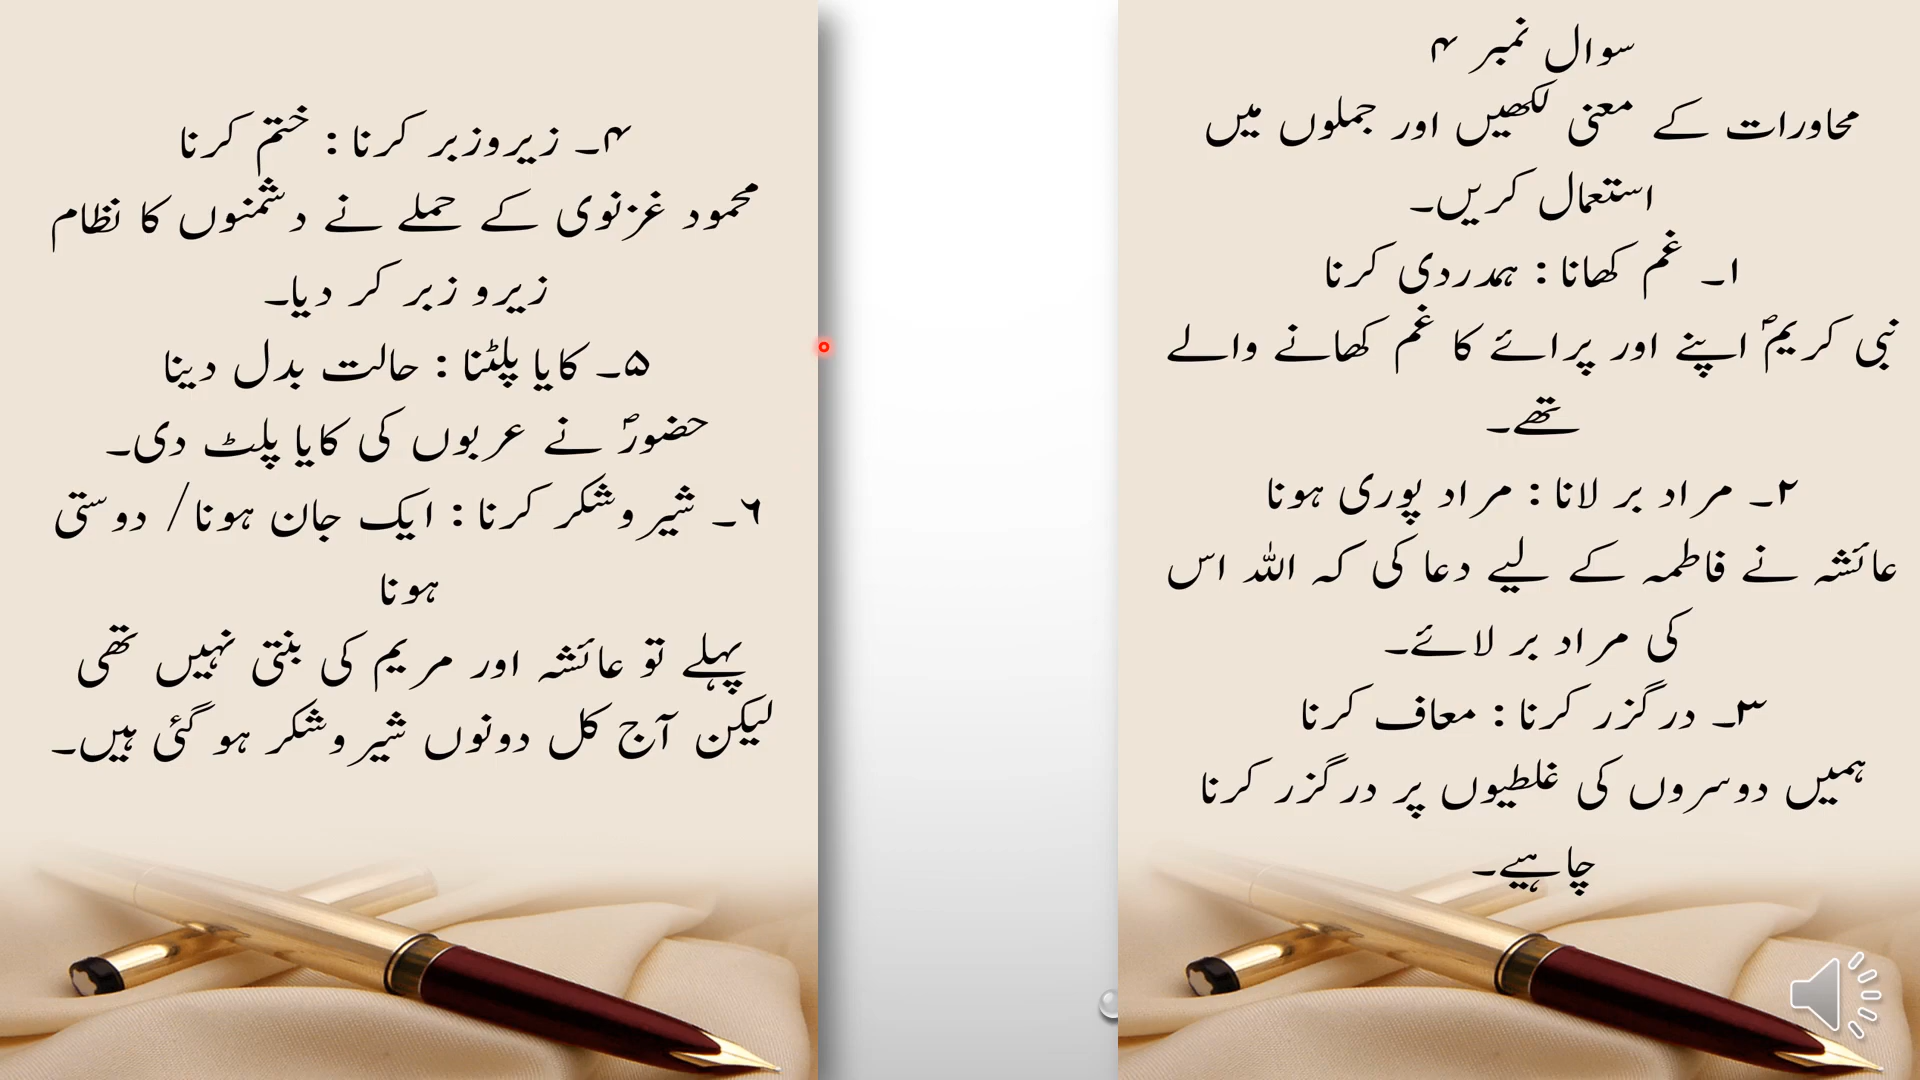 سوال نمبر ۴
محاورات کے معنی لکھیں اور جملوں میں
استعمال کریں۔
۱۔ غم کھانا : ہمدردی کرنا
نبی کریمؐ اپنے اور پرائے کا غم کھانے والے
تھے۔
۲۔ مراد بر لانا : مراد پوری ہونا
عائشہ نے فاطمہ کے لیے دعا کی کہ اللہ اس
کی مراد بر لائے۔
۳۔ درگزر کرنا : معاف کرنا
ہمیں دوسروں کی غلطیوں پر درگزر کرنا
چاہیے۔
۴۔ زیروزبر کرنا : ختم کرنا
محمود غزنوی کے حملے نے دشمنوں کا نظام
زیرو زبر کر دیا۔
۵۔ کایا پلٹنا : حالت بدل دینا
حضورؐ نے عربوں کی کایا پلٹ دی۔
۶۔ شیر وشکر کرنا : ایک جان ہونا/ دوستی
ہونا
پہلے تو عائشہ اور مریم کی بنتی نہیں تھی
لیکن آج کل دونوں شیر وشکر ہو گئی ہیں۔